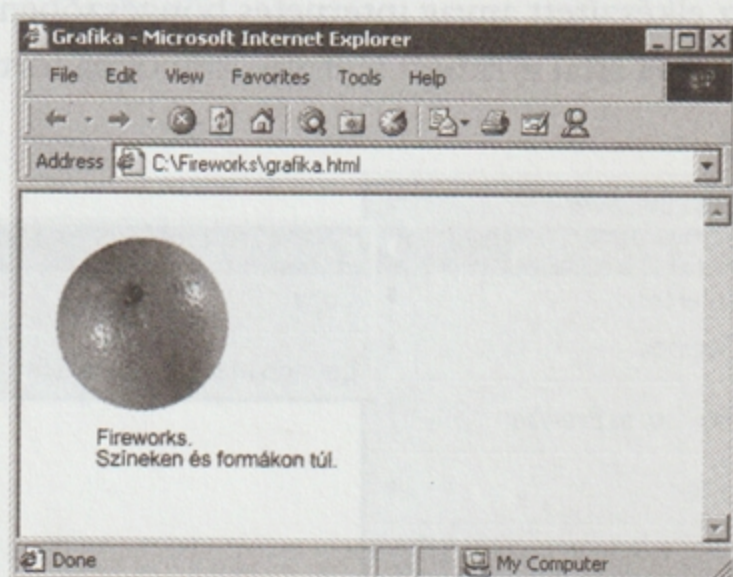 Grafika - Microsoft Internet Explorer
File Edit View Favorites Tools Help
Address C:\Fireworks\grafika.html
Fireworks.
Színeken és formákon túl.
Done My Computer